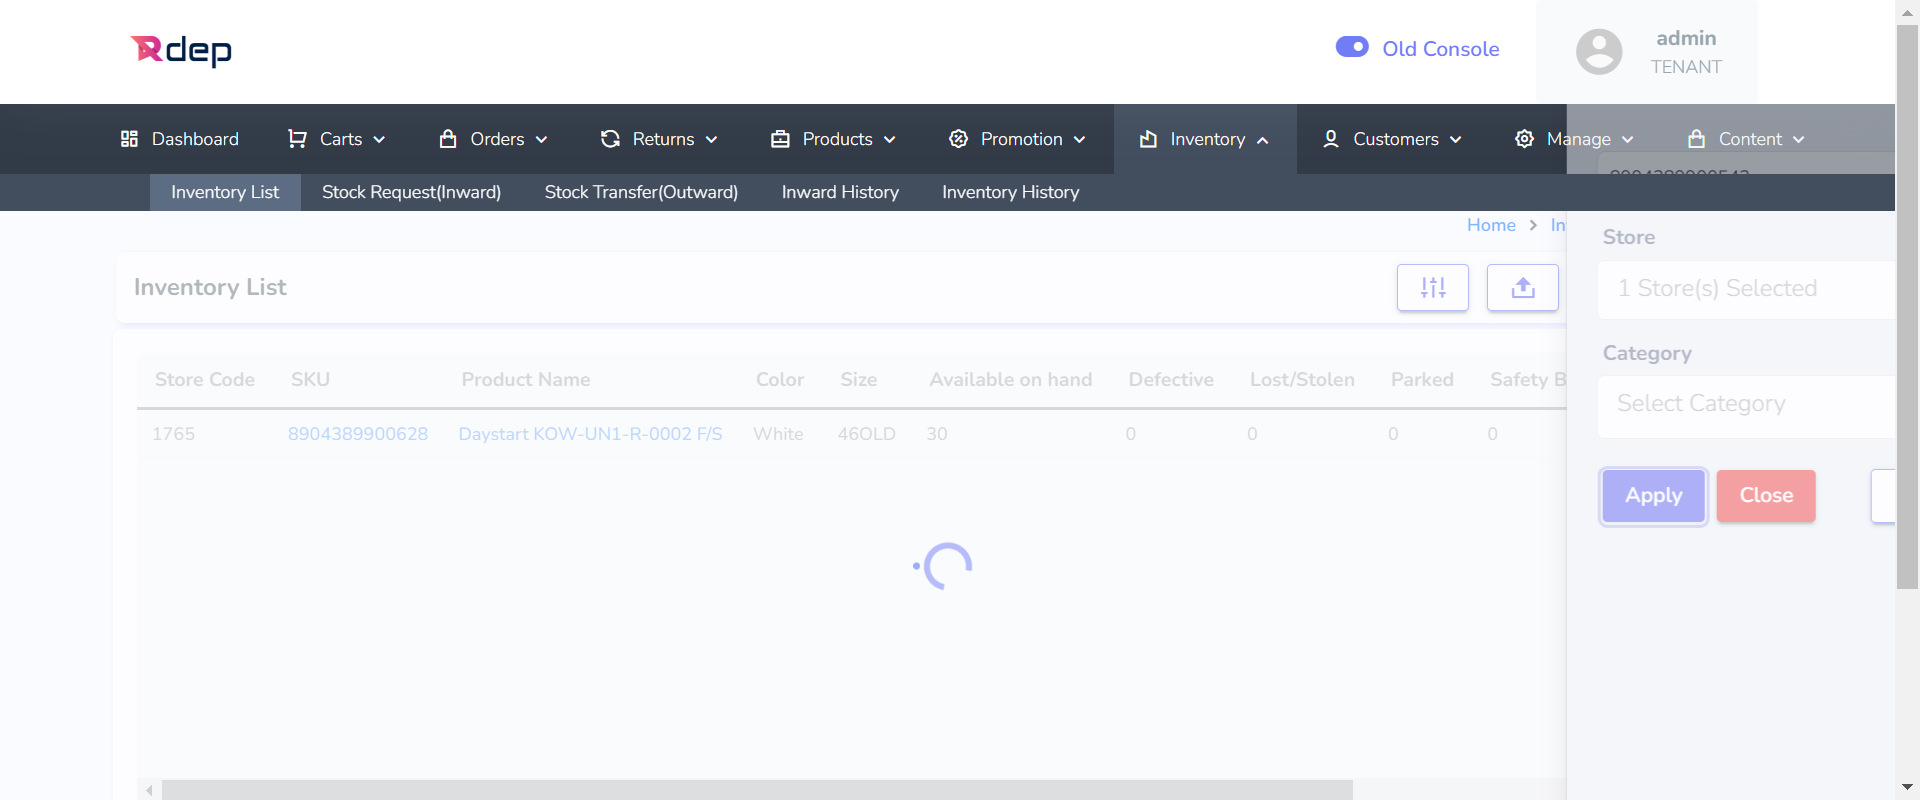 Rdep
Old Console
admin
TENANT
Dashboard
Carts
Orders
Returns
Products
Promotion
Inventory
Customers
Manage
Content
Inventory List
Stock Request(Inward)
Stock Transfer(Outward)
Inward History
Inventory History
Home
In
Inventory List
Store
1 Store(s) Selected
Category
Select Category
Apply
Close
Store Code SKU Product Name Color Size Available on hand Defective Lost/Stolen Parked Safety B
1765 8904389900628 Daystart KOW-UN1-R-0002 F/S White 46OLD 30 0 0 0 0